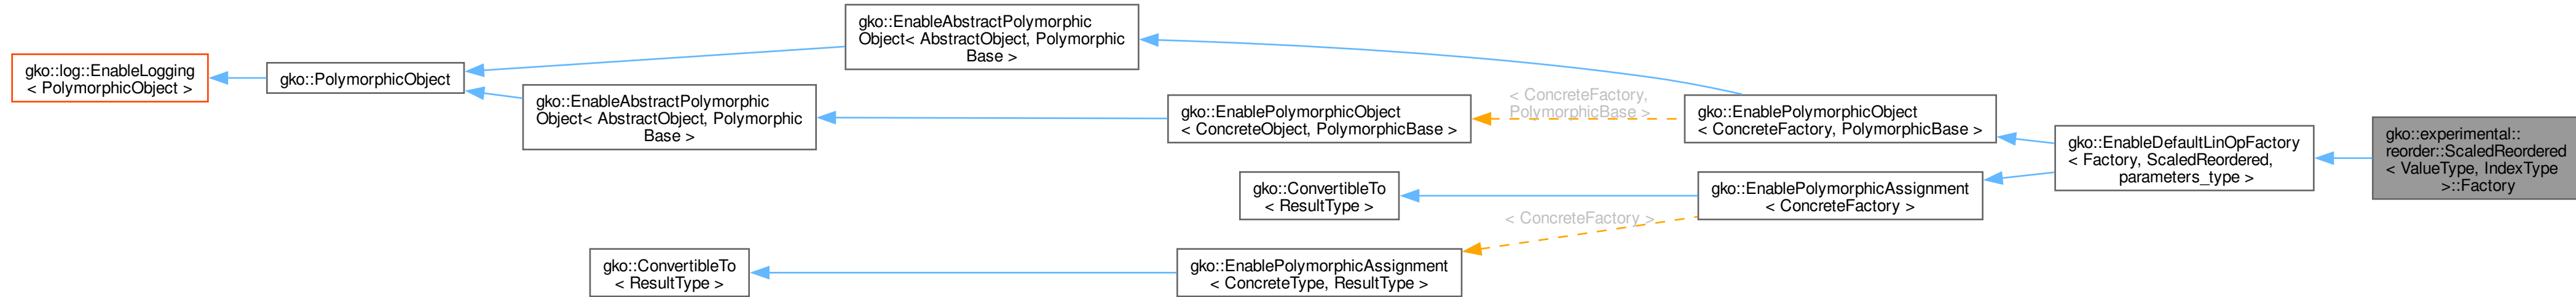 gko::log::EnableLogging
< PolymorphicObject >
gko::PolymorphicObject
gko::EnableAbstractPolymorphic
Object< AbstractObject, Polymorphic
Base >
gko::EnableAbstractPolymorphic
Object< AbstractObject, Polymorphic
Base >
gko::EnablePolymorphicObject
< ConcreteObject, PolymorphicBase >
< ConcreteFactory,
PolymorphicBase >
gko::EnablePolymorphicObject
< ConcreteFactory, PolymorphicBase >
gko::ConvertibleTo
< ResultType >
gko::EnablePolymorphicAssignment
< ConcreteFactory >
< ConcreteFactory >
gko::ConvertibleTo
< ResultType >
gko::EnablePolymorphicAssignment
< ConcreteType, ResultType >
gko::EnableDefaultLinOpFactory
< Factory, ScaledReordered,
parameters_type >
gko::experimental::
reorder::ScaledReordered
< ValueType, IndexType
>::Factory